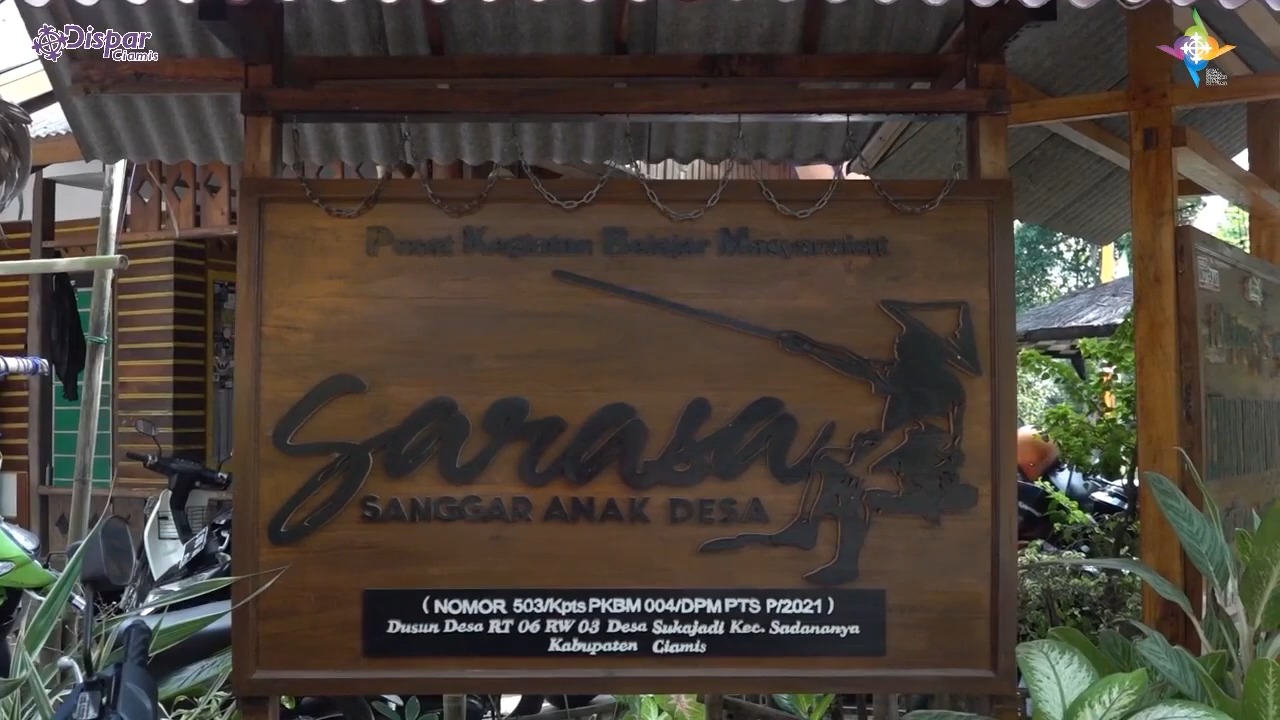 Dispar
Ciamis
Pusat Kegiatan Belajar Masyarakat
Sarasa
SANGGAR ANAK DESA
( NOMOR 503/Kpts PKBM 004/DPM PTS P/2021 )
Dusun Desa RT 06 RW 03 Desa Sukajadi Kec. Sadananya
Kabupaten Ciamis